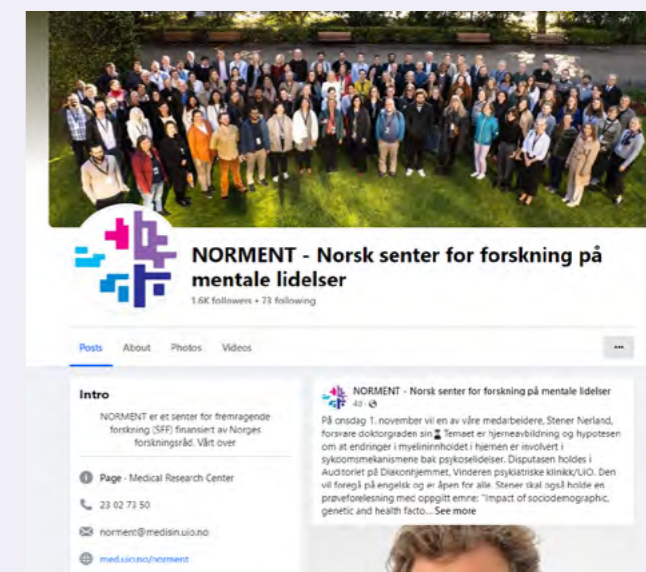 NORMENT - Norsk senter for forskning på
mentale lidelser
1.6K followers • 73 following
Posts
About
Photos
Videos
...
Intro
NORMENT er et senter for fremragende
forskning (SFF) finansiert av Norges
forskningsråd. Vårt over
Page · Medical Research Center
23 02 73 50
norment@medisin.uio.no
med.uio.no/norment
NORMENT - Norsk senter for forskning på mentale lidelser
4d ·
På onsdag 1. november vil en av våre medarbeidere, Stener Nerland,
forsvare doktorgraden sin Temaet er hjerneavbildning og hypotesen
om at endringer i myelininnholdet i hjernen er involvert i
sykdomsmekanismene bak psykoselidelser. Disputasen holdes i
Auditoriet på Diakonhjemmet, Vinderen psykiatriske klinikk/UiO. Den
vil foregå på engelsk og er åpen for alle. Stener skal også holde en
prøveforelesning med oppgitt emne: "Impact of sociodemographic,
genetic and health facto... See more